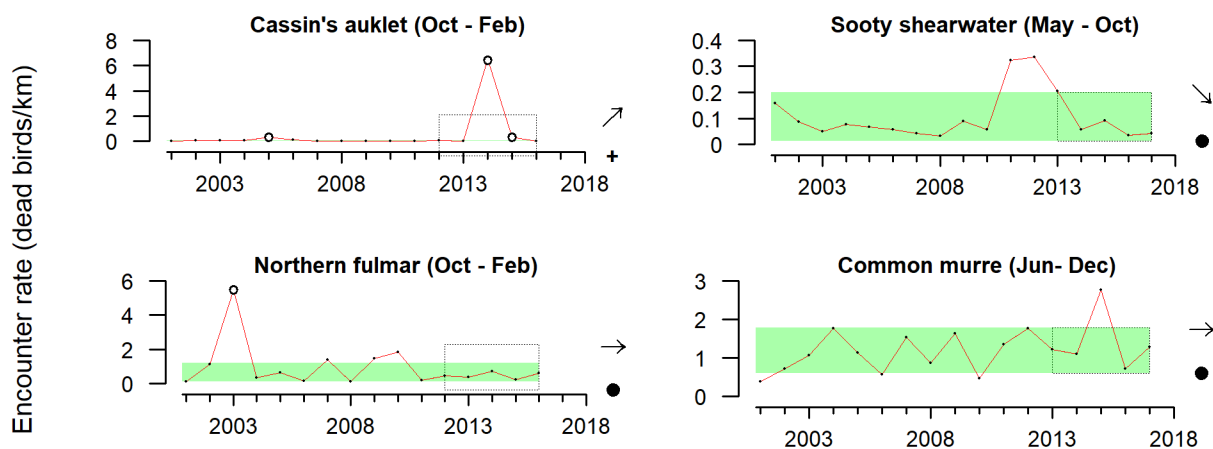 Encounter rate (dead birds/km)
Cassin's auklet (Oct - Feb)
8
6
4
2
0
2003 2008 2013 2018
+
Sooty shearwater (May - Oct)
0.4
0.3
0.2
0.1
0
2003 2008 2013 2018
Northern fulmar (Oct - Feb)
6
4
2
0
2003 2008 2013 2018
Common murre (Jun- Dec)
3
2
1
0
2003 2008 2013 2018